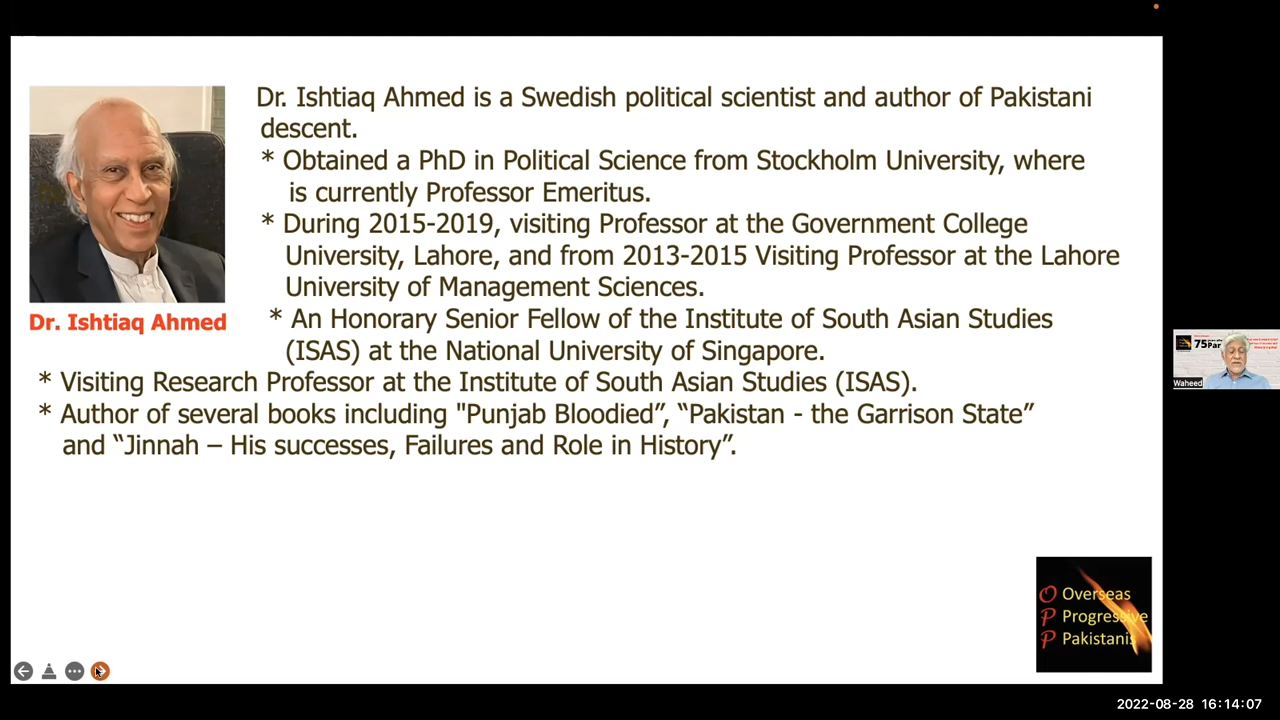 Dr. Ishtiaq Ahmed is a Swedish political scientist and author of Pakistani
descent.
* Obtained a PhD in Political Science from Stockholm University, where
is currently Professor Emeritus.
* During 2015-2019, visiting Professor at the Government College
University, Lahore, and from 2013-2015 Visiting Professor at the Lahore
University of Management Sciences.
Dr. Ishtiaq Ahmed
* An Honorary Senior Fellow of the Institute of South Asian Studies
(ISAS) at the National University of Singapore.
* Visiting Research Professor at the Institute of South Asian Studies (ISAS).
* Author of several books including "Punjab Bloodied”, “Pakistan - the Garrison State”
and “Jinnah – His successes, Failures and Role in History”.
75
Par
Waheed
O Overseas
P Progressive
P Pakistanis
2022-08-28 16:14:07